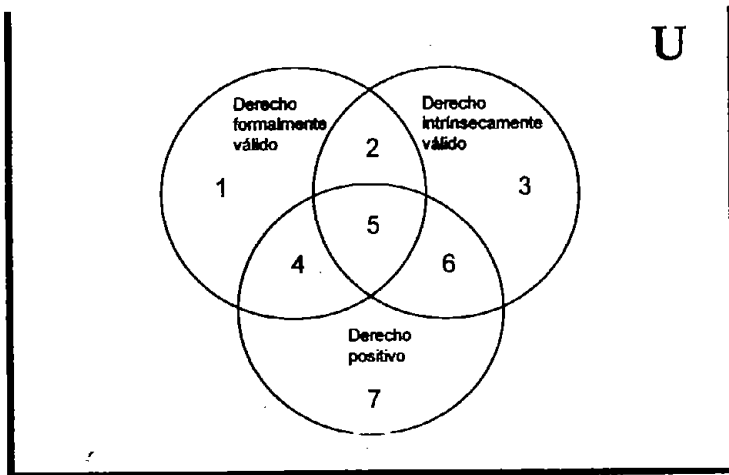 U
Derecho
formalmente
válido
Derecho
intrínsecamente
válido
2
1
3
5
4
6
Derecho
positivo
7